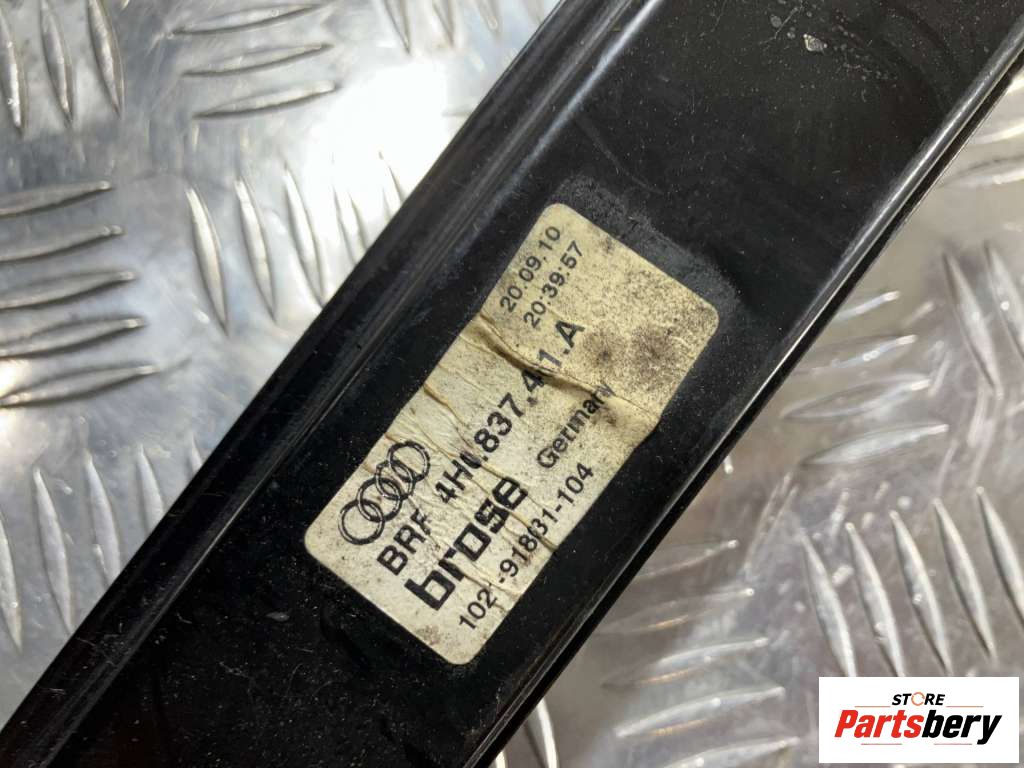 20.09.10
20:39:57
BRF
brose
Germany
102-91831-104
STORE
Partsbery